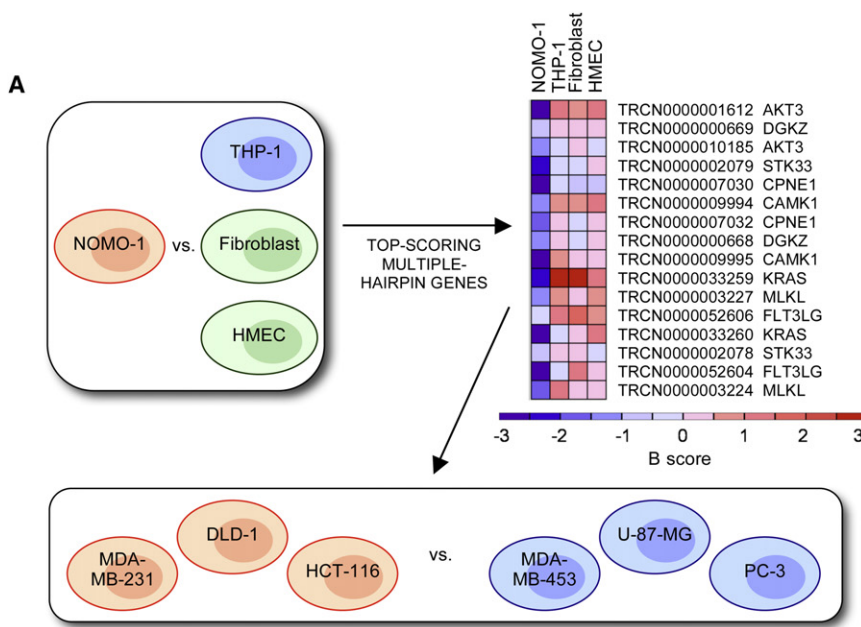 A
THP-1
NOMO-1 vs. Fibroblast
HMEC
TOP-SCORING
MULTIPLE-
HAIRPIN GENES
NOMO-1
THP-1
Fibroblast
HMEC
TRCN0000001612 AKT3
TRCN0000000669 DGKZ
TRCN0000010185 AKT3
TRCN0000002079 STK33
TRCN0000007030 CPNE1
TRCN0000009994 CAMK1
TRCN0000007032 CPNE1
TRCN0000000668 DGKZ
TRCN0000009995 CAMK1
TRCN0000033259 KRAS
TRCN0000003227 MLKL
TRCN0000052606 FLT3LG
TRCN0000033260 KRAS
TRCN0000002078 STK33
TRCN0000052604 FLT3LG
TRCN0000003224 MLKL
-3 -2 -1 0 1 2 3
B score
MDA-
MB-231
DLD-1
HCT-116
vs.
MDA-
MB-453
U-87-MG
PC-3